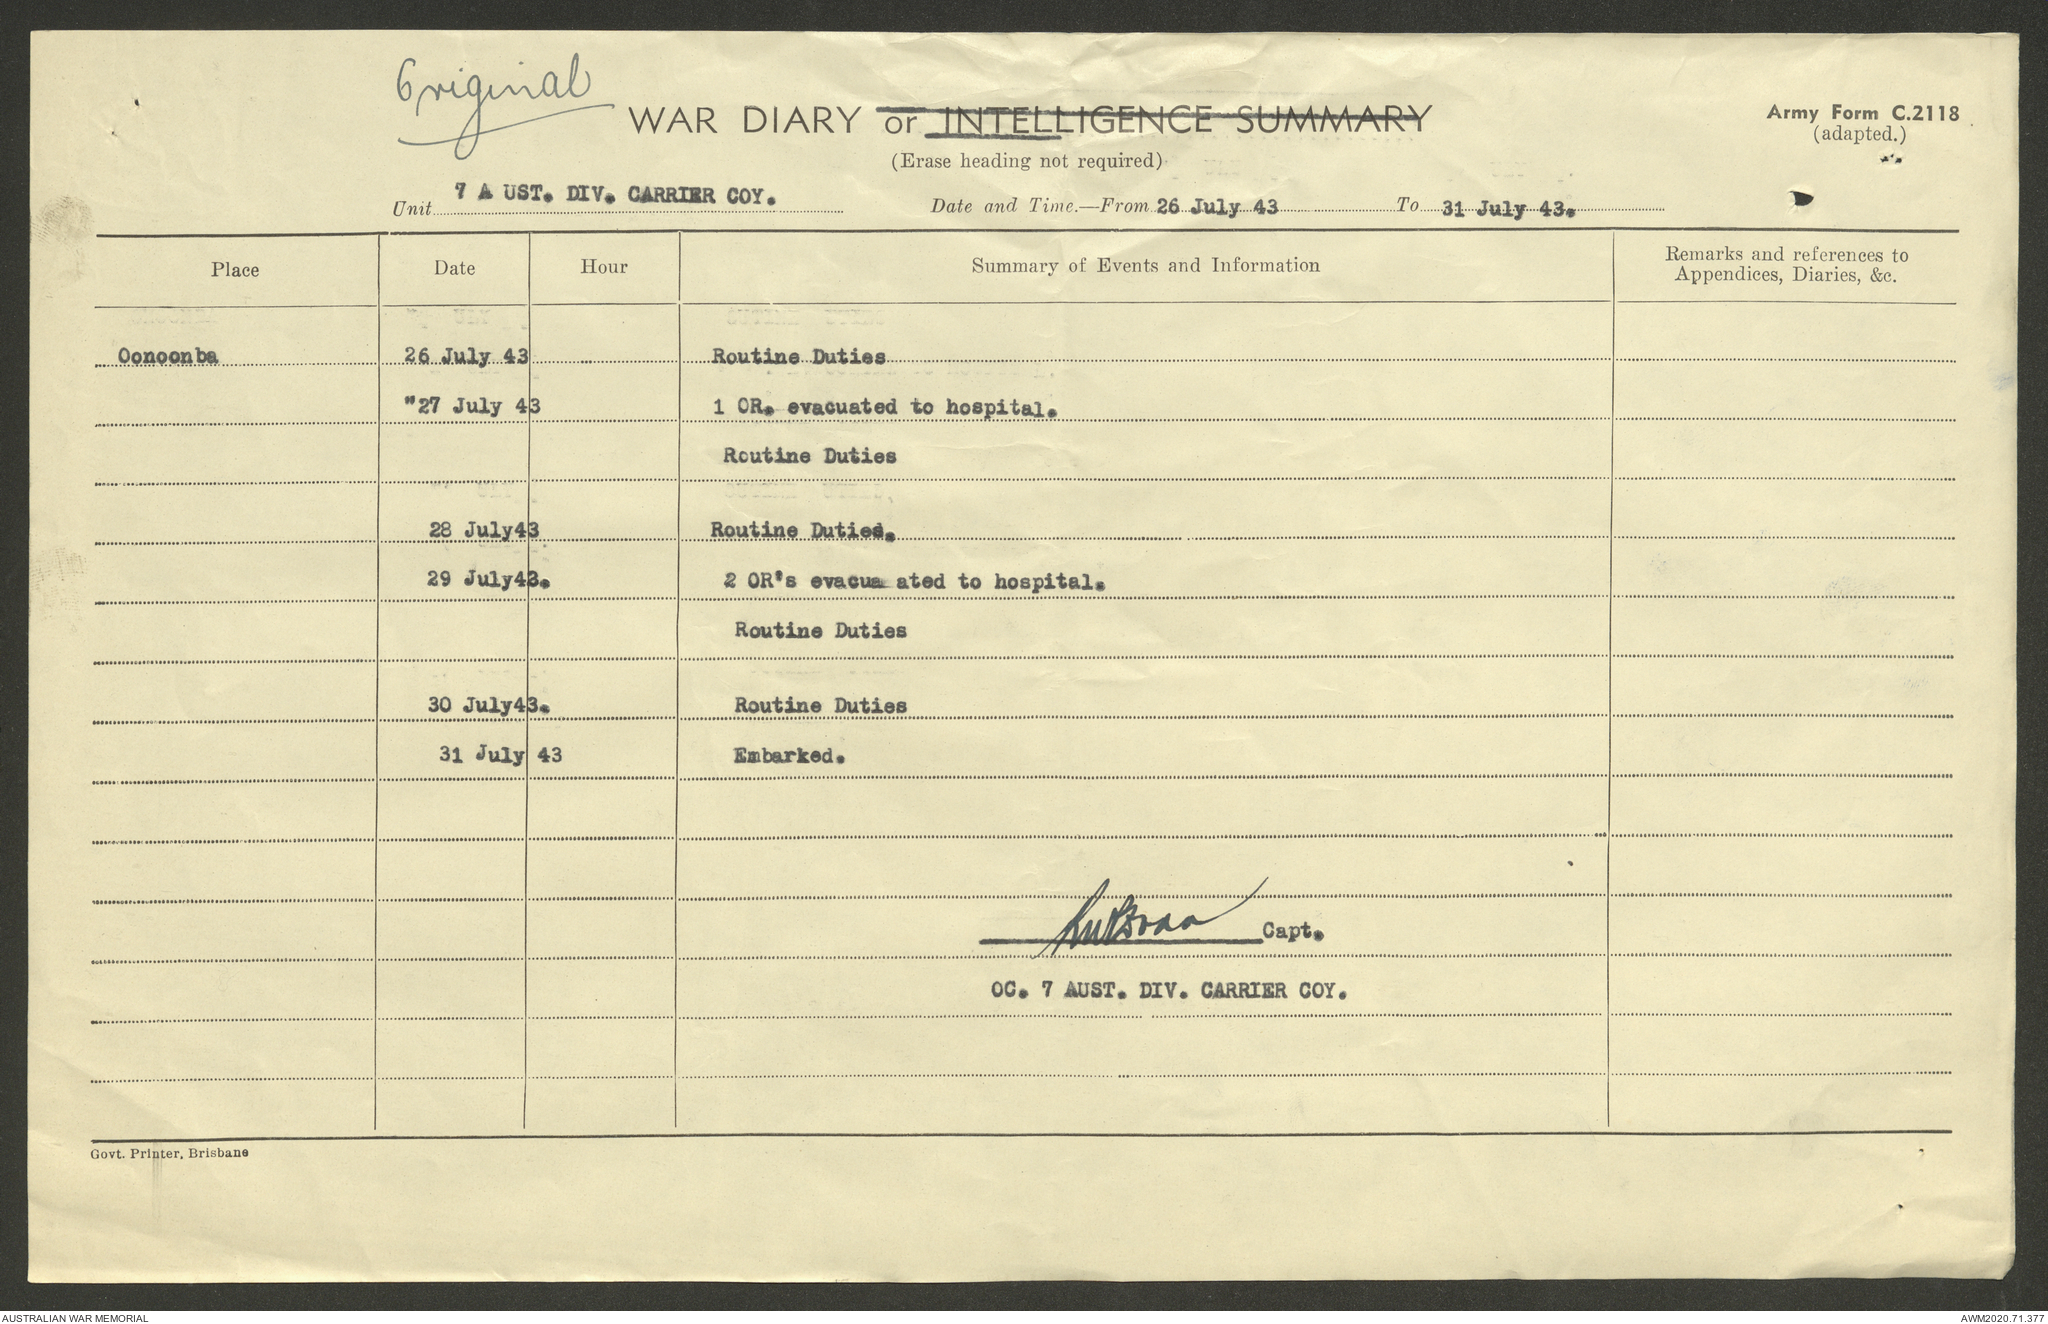 Original
WAR DIARY or INTELLIGENCE SUMMARY
Army Form C.2118
(adapted.)
(Erase heading not required)
Unit 7 A UST. DIV. CARRIER COY. Date and Time.—From 26 July 43 To 31 July 43.
Place Date Hour Summary of Events and Information Remarks and references to
Appendices, Diaries, &c.
Oonoonba 26 July 43 Routine Duties
"27 July 43 1 OR. evacuated to hospital.
Routine Duties
28 July43 Routine Duties.
29 July43. 2 OR's evacua ated to hospital.
Routine Duties
30 July43. Routine Duties
31 July 43 Embarked.
Capt.
OC. 7 AUST. DIV. CARRIER COY.
Govt. Printer, Brisbane
AUSTRALIAN WAR MEMORIAL AWM2020.71.377